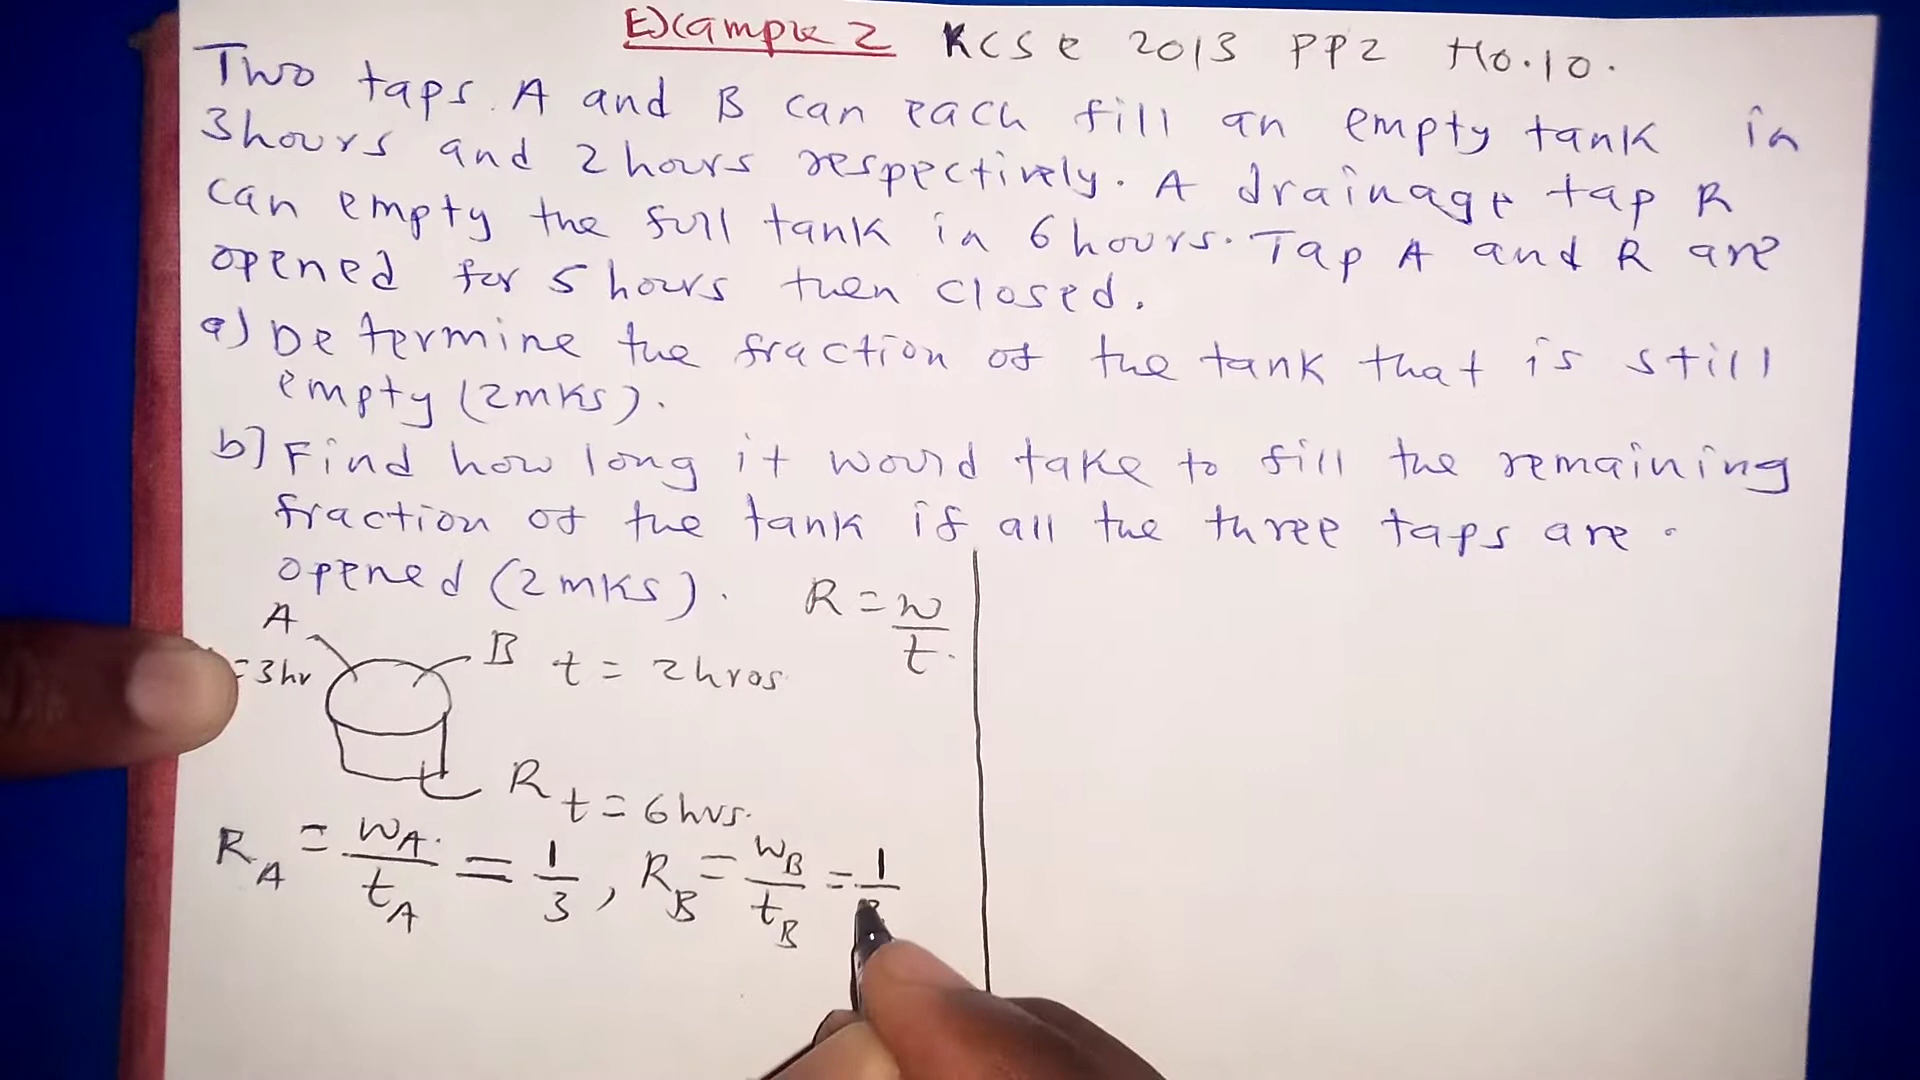 Example 2 KCSE 2013 PP2 No.10.
Two taps A and B can each fill an empty tank in
3hours and 2hours respectively. A drainage tap R
can empty the full tank in 6hours. Tap A and R are
opened for 5hours then closed.
a) Determine the fraction of the tank that is still
empty (2mks).
b] Find how long it would take to fill the remaining
fraction of the tank if all the three taps are
opened (2mks).
R = w/t.
A
B t = 2hros
=3hr
R t = 6hrs.
R_A = w_A./t_A = 1/3, R_B = w_B/t_B = 1/